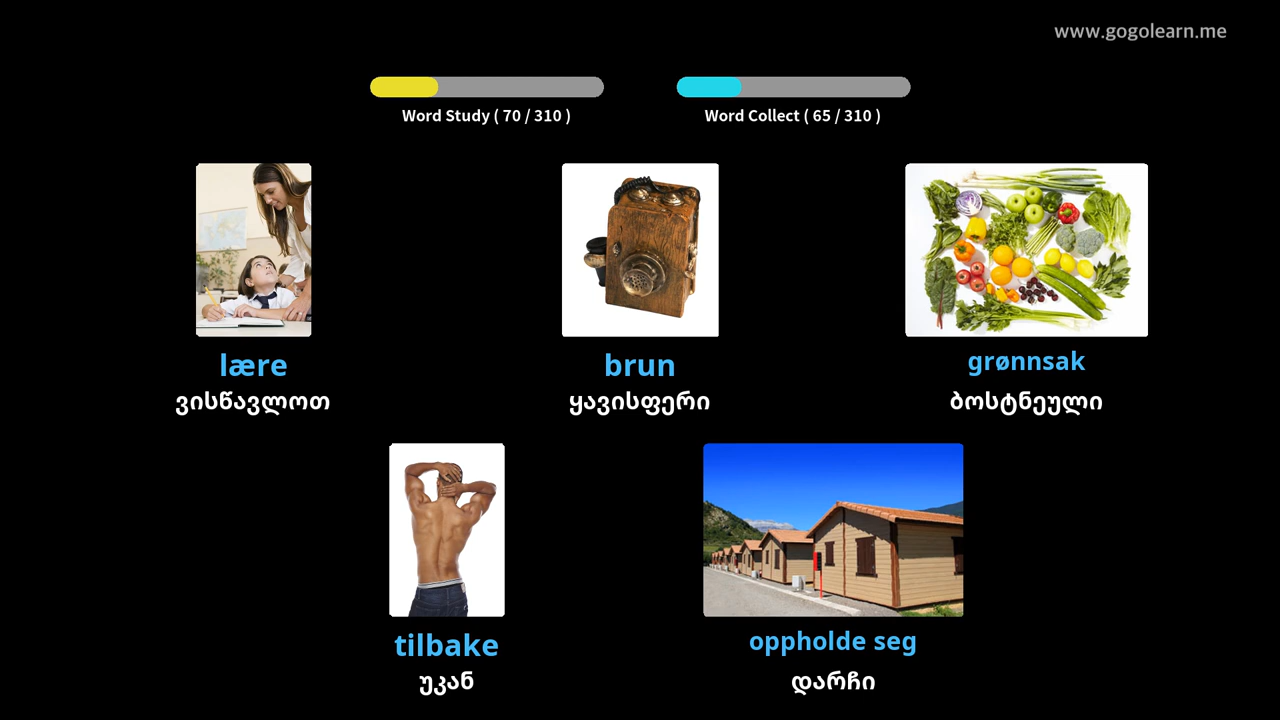 www.gogolearn.me
Word Study ( 70 / 310 )
Word Collect ( 65 / 310 )
lære
ვისწავლოთ
brun
ყავისფერი
grønnsak
ბოსტნეული
tilbake
უკან
oppholde seg
დარჩი